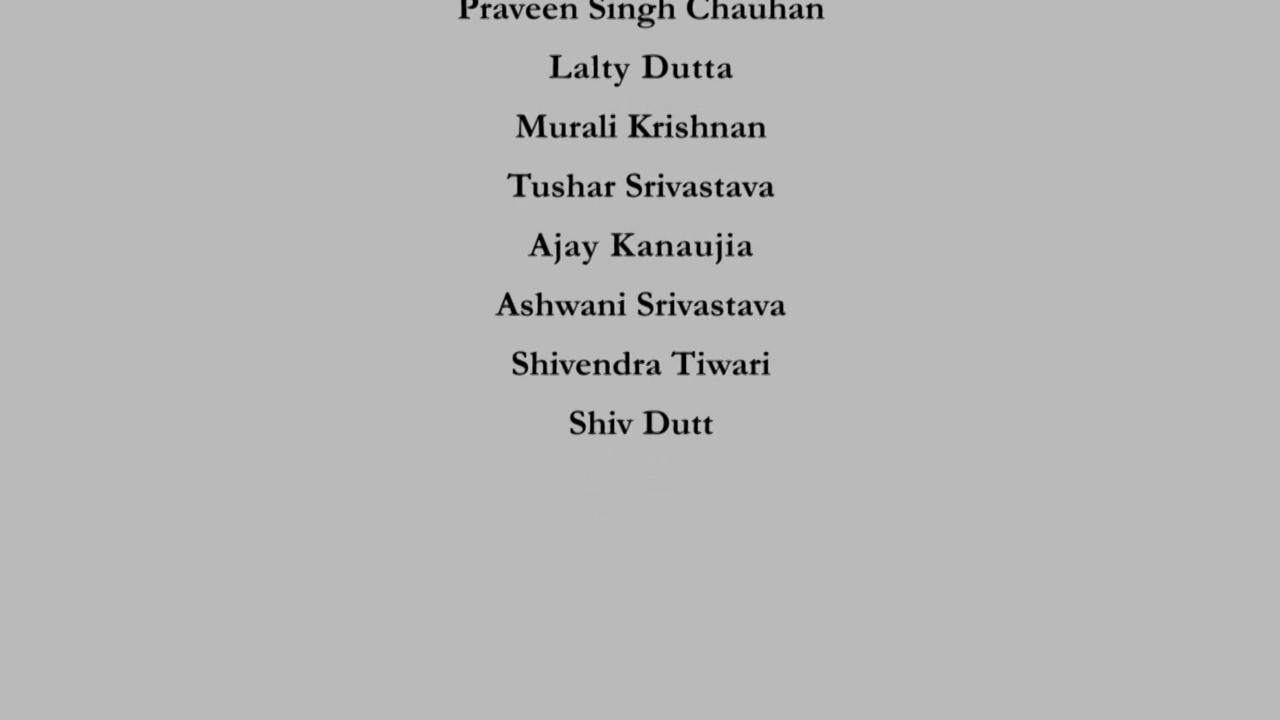 Praveen Singh Chauhan
Lalty Dutta
Murali Krishnan
Tushar Srivastava
Ajay Kanaujia
Ashwani Srivastava
Shivendra Tiwari
Shiv Dutt